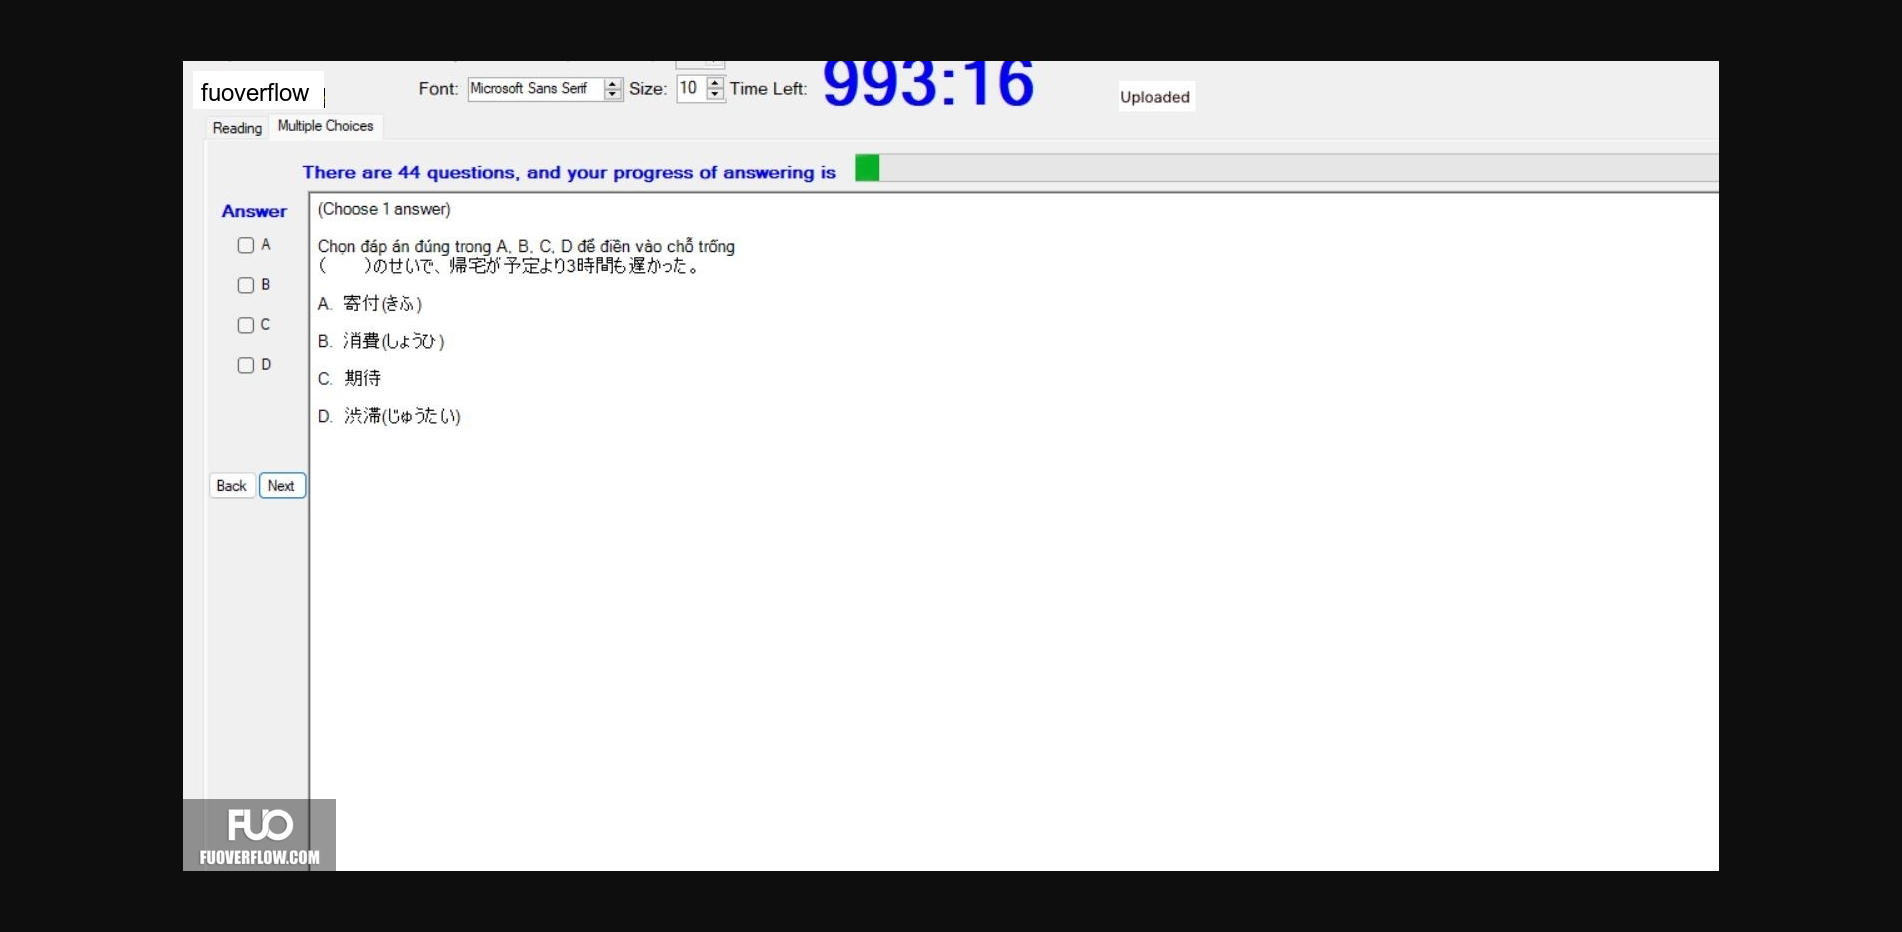 fuoverflow
Font: Microsoft Sans Serif Size: 10 Time Left: 993:16
Uploaded
Reading Multiple Choices
There are 44 questions, and your progress of answering is
Answer
A
B
C
D
Back Next
(Choose 1 answer)
Chọn đáp án đúng trong A, B, C, D để điền vào chỗ trống
(　　)のせいで、帰宅が予定より3時間も遅かった。
A. 寄付(きふ)
B. 消費(しょうひ)
C. 期待
D. 渋滞(じゅうたい)
FUO
FUOVERFLOW.COM